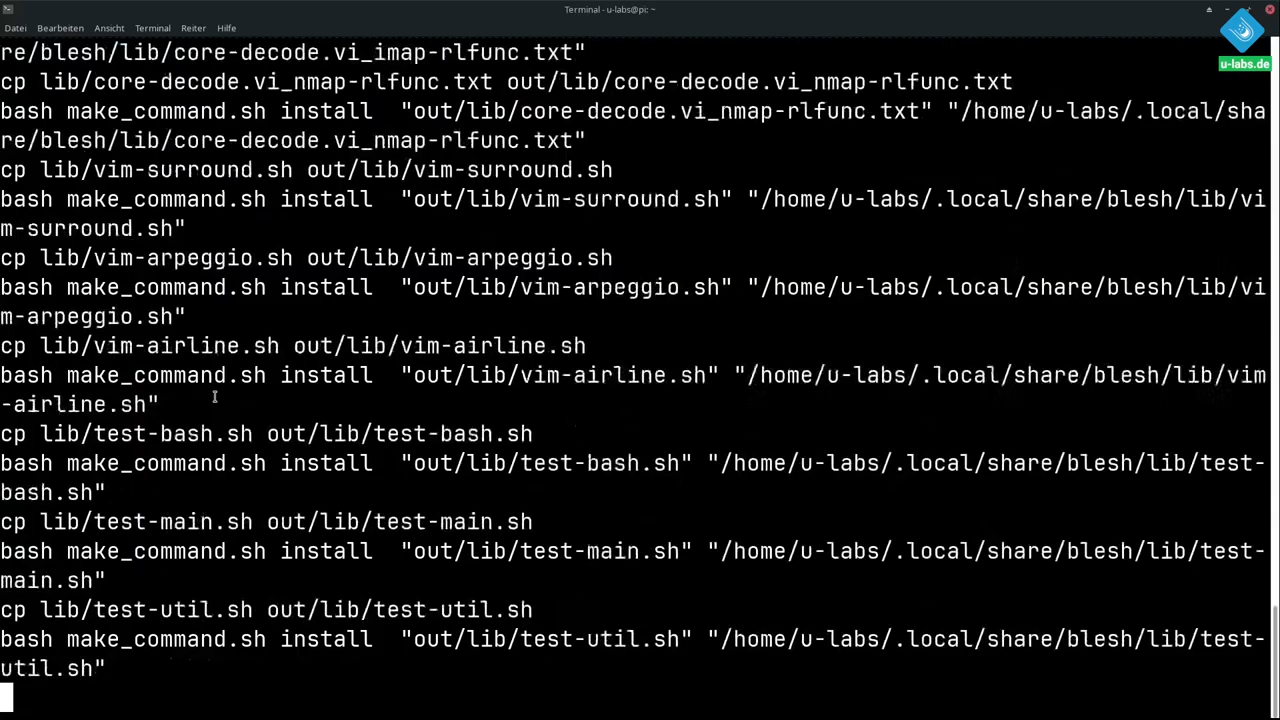 Terminal - u-labs@pi: ~
Datei Bearbeiten Ansicht Terminal Reiter Hilfe
u-labs.de
re/blesh/lib/core-decode.vi_imap-rlfunc.txt"
cp lib/core-decode.vi_nmap-rlfunc.txt out/lib/core-decode.vi_nmap-rlfunc.txt
bash make_command.sh install  "out/lib/core-decode.vi_nmap-rlfunc.txt" "/home/u-labs/.local/sha
re/blesh/lib/core-decode.vi_nmap-rlfunc.txt"
cp lib/vim-surround.sh out/lib/vim-surround.sh
bash make_command.sh install  "out/lib/vim-surround.sh" "/home/u-labs/.local/share/blesh/lib/vi
m-surround.sh"
cp lib/vim-arpeggio.sh out/lib/vim-arpeggio.sh
bash make_command.sh install  "out/lib/vim-arpeggio.sh" "/home/u-labs/.local/share/blesh/lib/vi
m-arpeggio.sh"
cp lib/vim-airline.sh out/lib/vim-airline.sh
bash make_command.sh install  "out/lib/vim-airline.sh" "/home/u-labs/.local/share/blesh/lib/vim
-airline.sh"
cp lib/test-bash.sh out/lib/test-bash.sh
bash make_command.sh install  "out/lib/test-bash.sh" "/home/u-labs/.local/share/blesh/lib/test-
bash.sh"
cp lib/test-main.sh out/lib/test-main.sh
bash make_command.sh install  "out/lib/test-main.sh" "/home/u-labs/.local/share/blesh/lib/test-
main.sh"
cp lib/test-util.sh out/lib/test-util.sh
bash make_command.sh install  "out/lib/test-util.sh" "/home/u-labs/.local/share/blesh/lib/test-
util.sh"